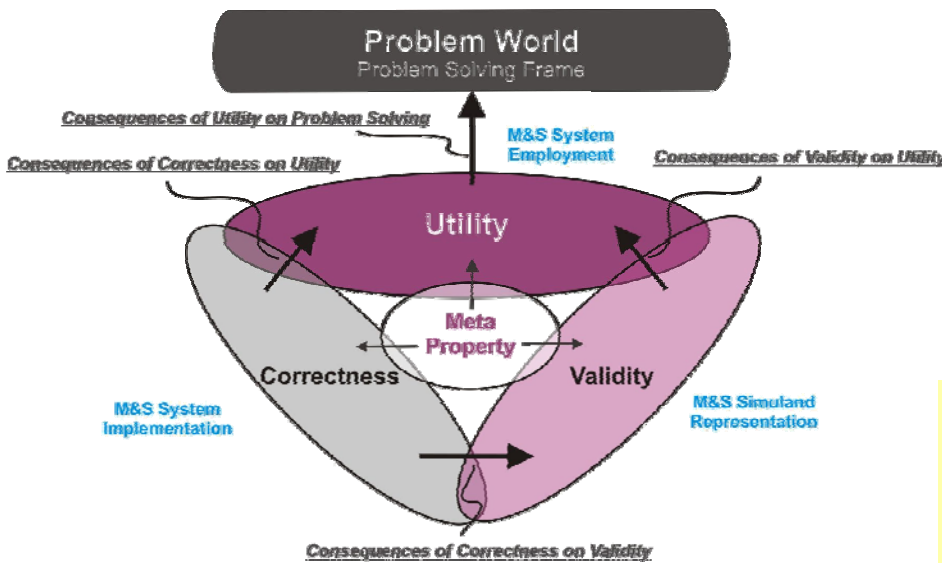 Problem World
Problem Solving Frame
Consequences of Utility on Problem Solving
M&S System
Employment
Consequences of Correctness on Utility
Consequences of Validity on Utility
Utility
Meta
Property
Correctness
Validity
M&S System
Implementation
M&S Simuland
Representation
Consequences of Correctness on Validity